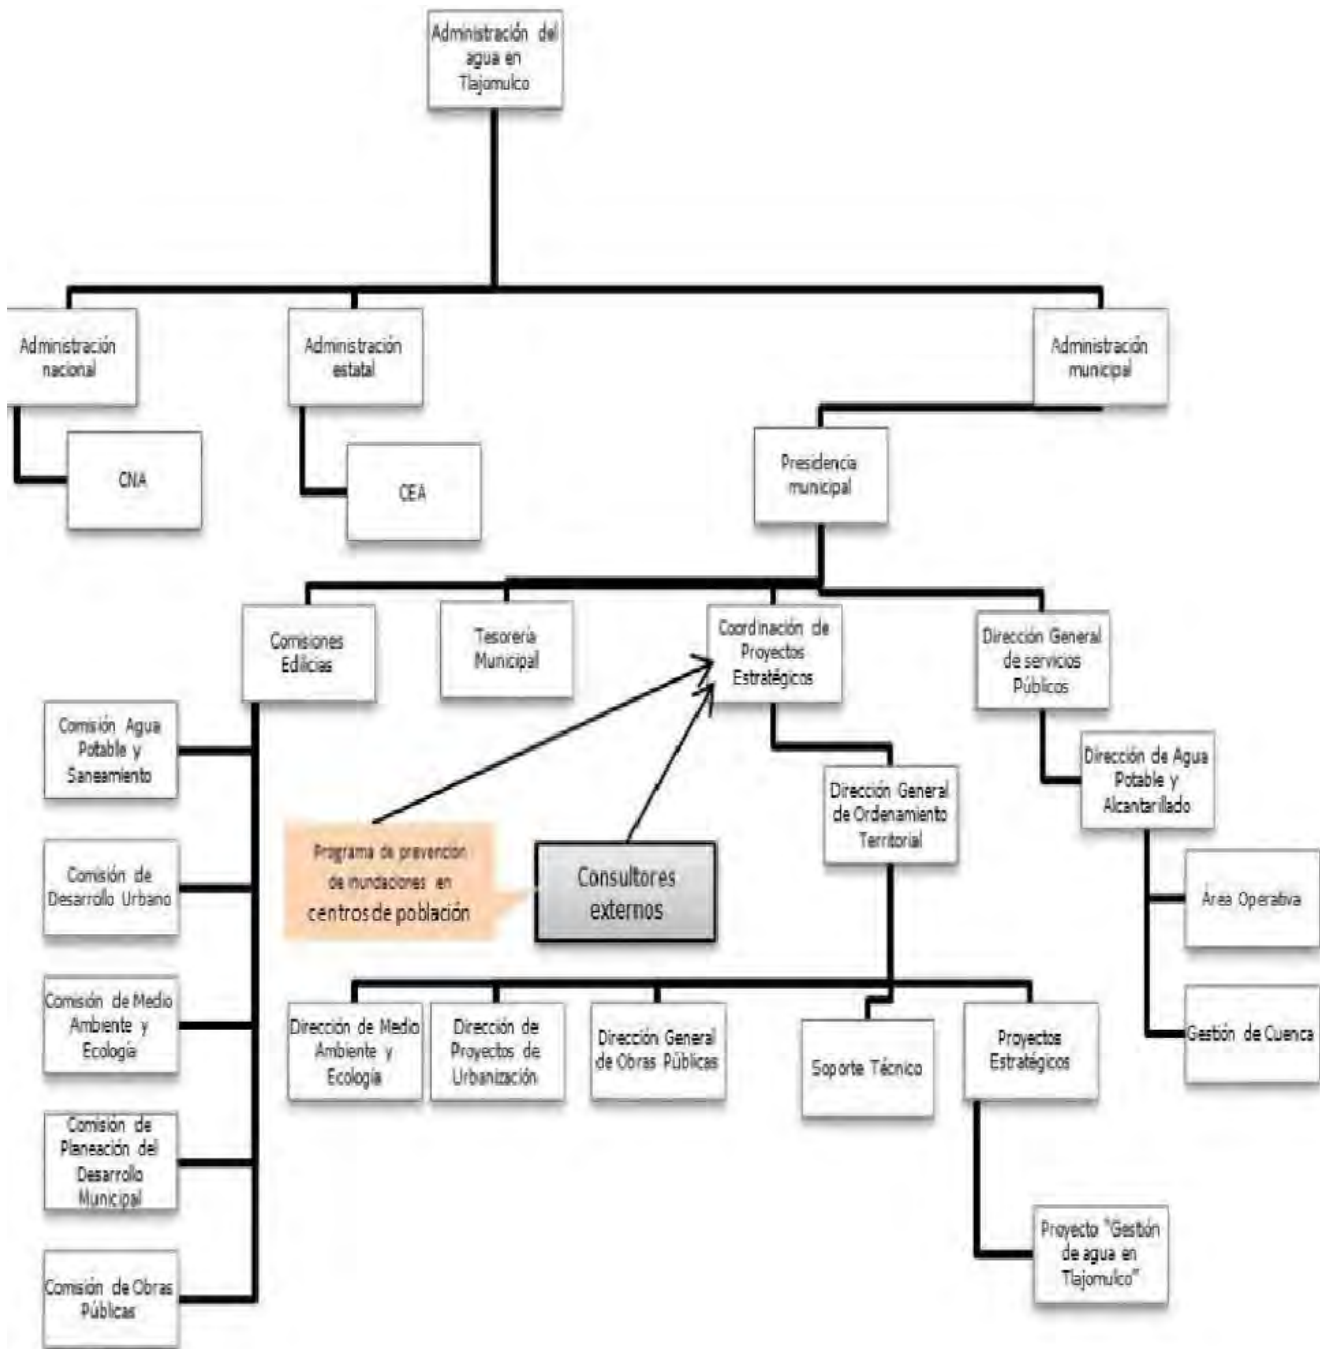 Administración del
agua en
Tlajomulco
Administración
nacional
Administración
estatal
Administración
municipal
CNA
CEA
Presidencia
municipal
Comisiones
Edilicias
Tesorería
Municipal
Coordinación de
Proyectos
Estratégicos
Dirección General
de servicios
Públicos
Comisión Agua
Potable y
Saneamiento
Dirección de Agua
Potable y
Alcantarillado
Dirección General
de Ordenamiento
Territorial
Programa de prevención
de inundaciones en
centros de población
Consultores
externos
Comisión de
Desarrollo Urbano
Área Operativa
Comisión de Medio
Ambiente y
Ecología
Dirección de Medio
Ambiente y
Ecología
Dirección de
Proyectos de
Urbanización
Dirección General
de Obras Públicas
Soporte Técnico
Proyectos
Estratégicos
Gestión de Cuenca
Comisión de
Planeación del
Desarrollo
Municipal
Proyecto "Gestión
de agua en
Tlajomulco"
Comisión de Obras
Públicas